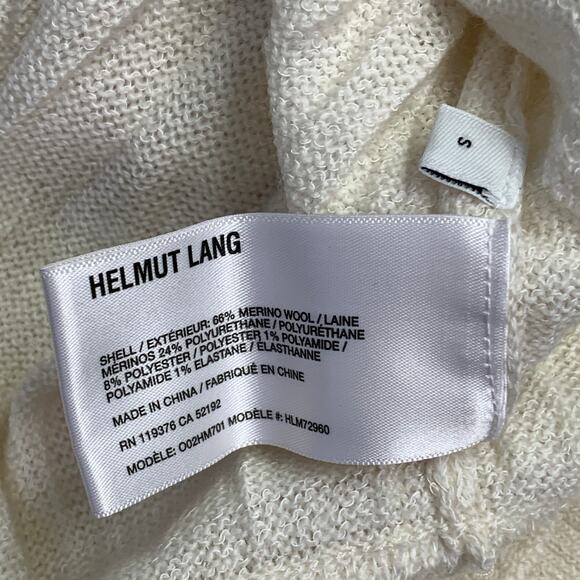 S
HELMUT LANG
SHELL / EXTÉRIEUR: 66% MERINO WOOL / LAINE
MÉRINOS 24% POLYURETHANE / POLYURÉTHANE
8% POLYESTER / POLYESTER 1% POLYAMIDE /
POLYAMIDE 1% ELASTANE / ÉLASTHANNE
MADE IN CHINA / FABRIQUÉ EN CHINE
RN 119376 CA 52192
MODÈLE: O02HM701 MODÈLE #: HLM72960